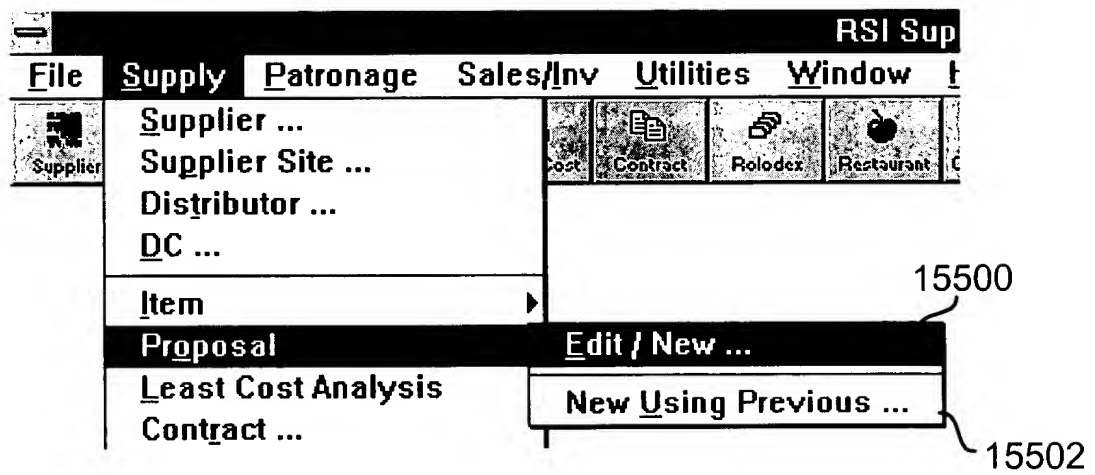 RSI Sup
File Supply Patronage Sales/Inv Utilities Window H
Supplier Cost Contract Rolodex Restaurant
Supplier ...
Supplier Site ...
Distributor ...
DC ...
15500
Item
Proposal Edit / New ...
Least Cost Analysis New Using Previous ...
Contract ...
15502